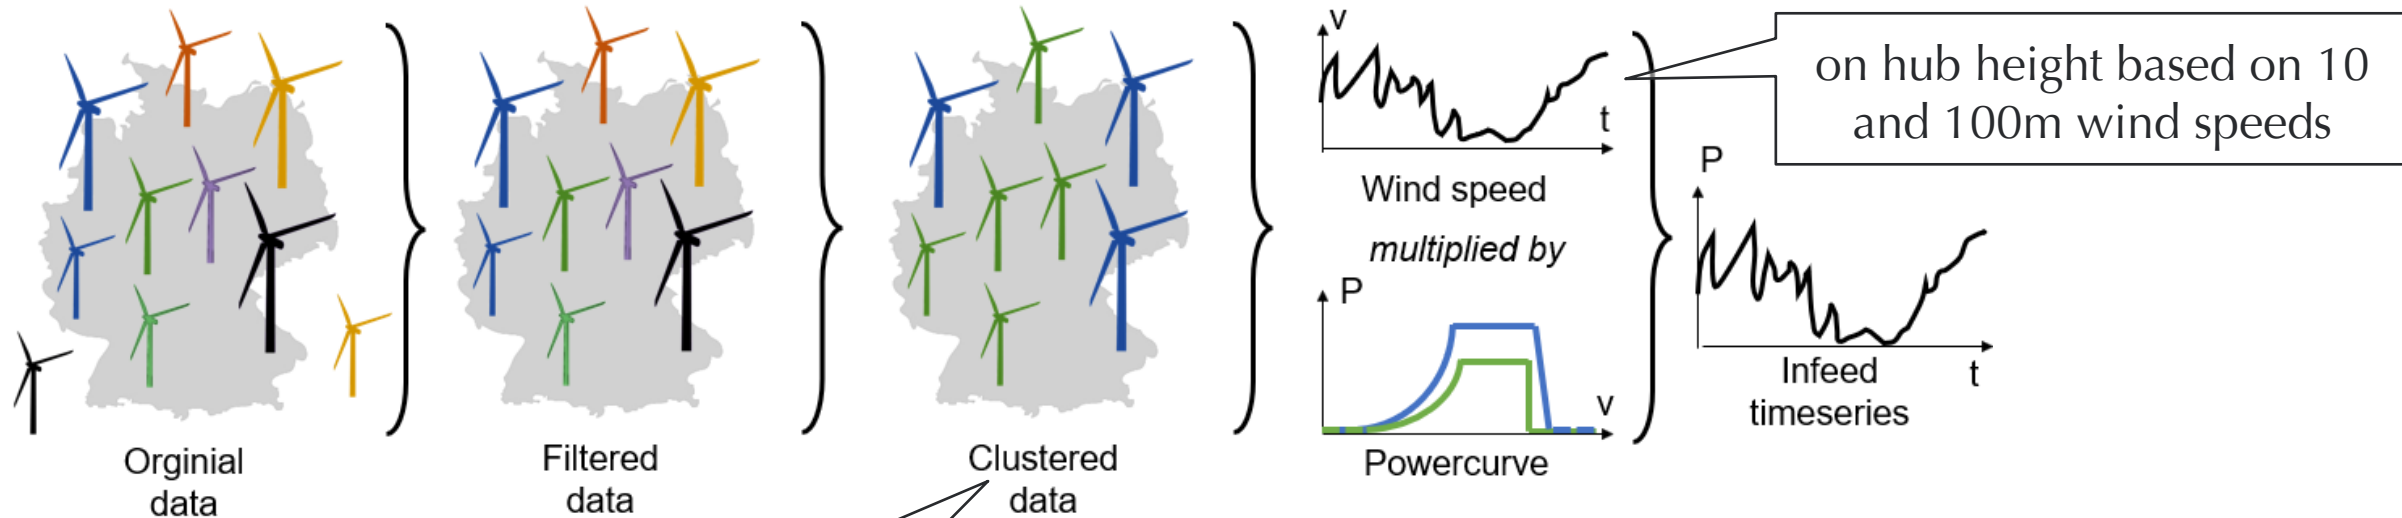 Orginial
data
Filtered
data
Clustered
data
v
t
Wind speed
multiplied by
P
v
Powercurve
on hub height based on 10
and 100m wind speeds
P
t
Infeed
timeseries